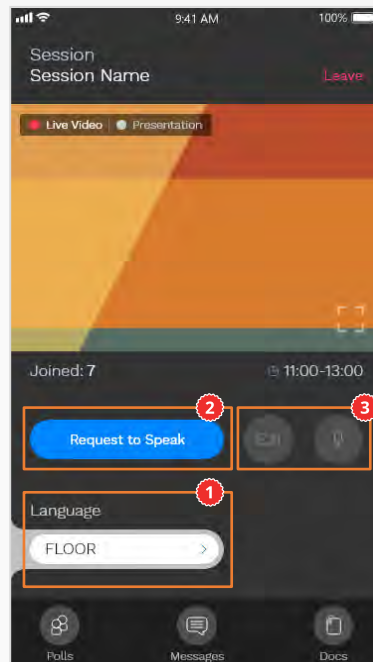 9:41 AM 100%
Session
Session Name Leave
Live Video Presentation
Joined: 7 11:00-13:00
2 3
Request to Speak
1
Language
FLOOR
Polls Messages Docs